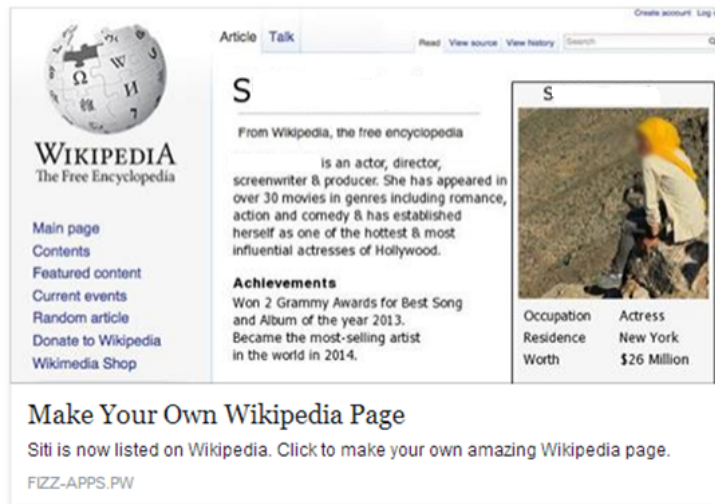 Create account Log
Article Talk
Read View source View history Search
S
From Wikipedia, the free encyclopedia
WIKIPEDIA
The Free Encyclopedia
is an actor, director,
screenwriter & producer. She has appeared in
over 30 movies in genres including romance,
action and comedy & has established
herself as one of the hottest & most
influential actresses of Hollywood.
Achievements
Won 2 Grammy Awards for Best Song
and Album of the year 2013.
Became the most-selling artist
in the world in 2014.
Main page
Contents
Featured content
Current events
Random article
Donate to Wikipedia
Wikimedia Shop
S
Occupation Actress
Residence New York
Worth $26 Million
Make Your Own Wikipedia Page
Siti is now listed on Wikipedia. Click to make your own amazing Wikipedia page.
FIZZ-APPS.PW